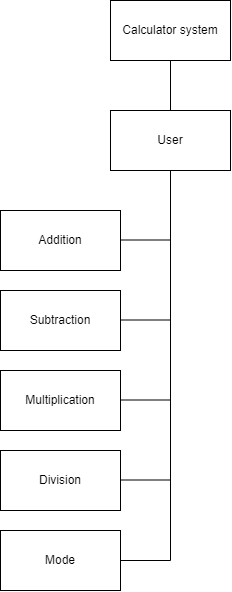 Calculator system
User
Addition
Subtraction
Multiplication
Division
Mode